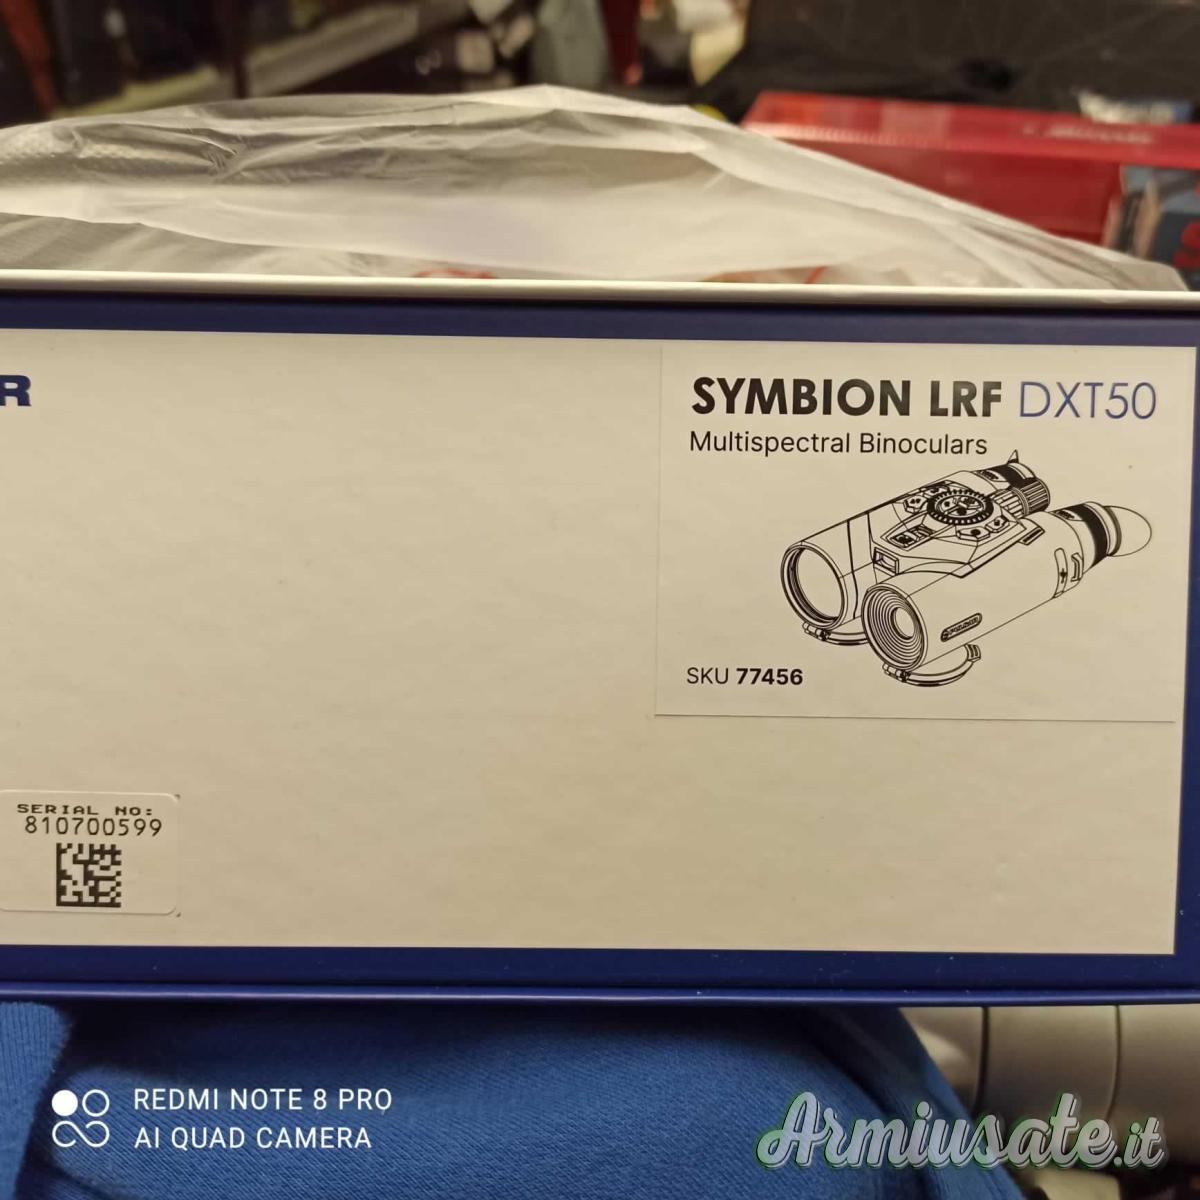 R
SYMBION LRF DXT50
Multispectral Binoculars
SKU 77456
SERIAL NO:
810700599
REDMI NOTE 8 PRO
AI QUAD CAMERA
Armiusate.it